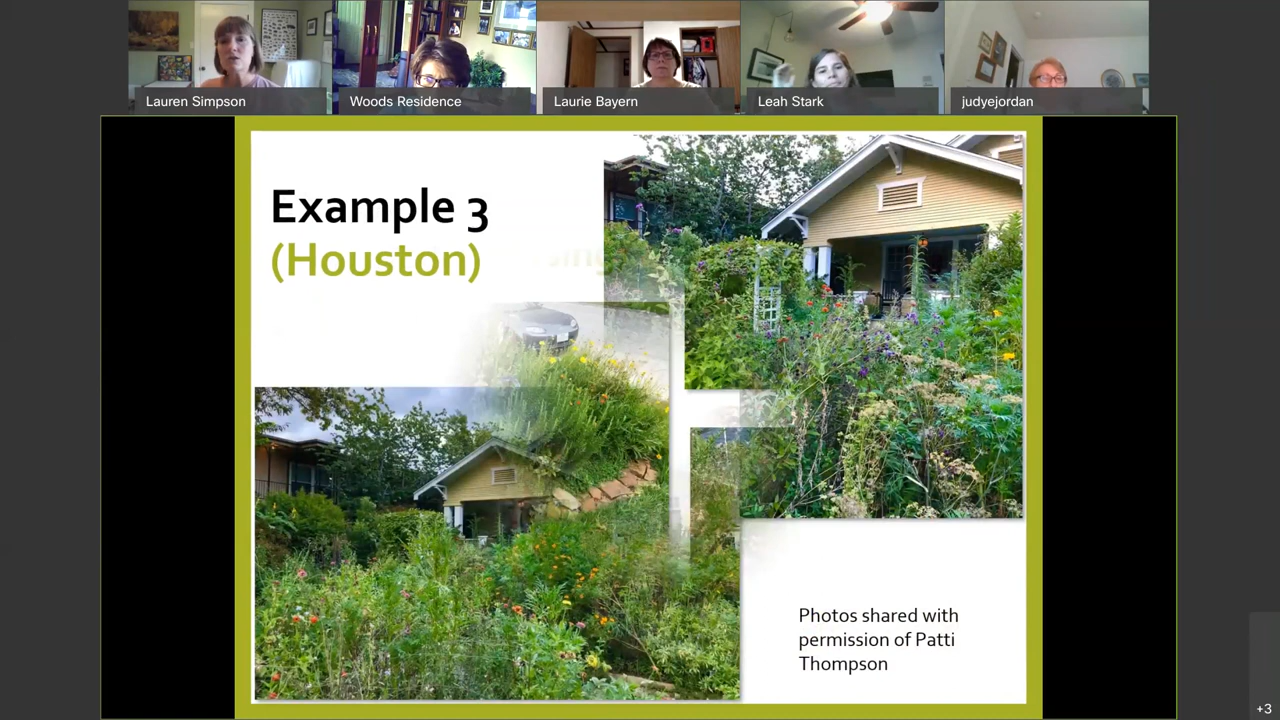 Lauren Simpson
Woods Residence
Laurie Bayern
Leah Stark
judyejordan
Example 3
(Houston)
Photos shared with
permission of Patti
Thompson
+3